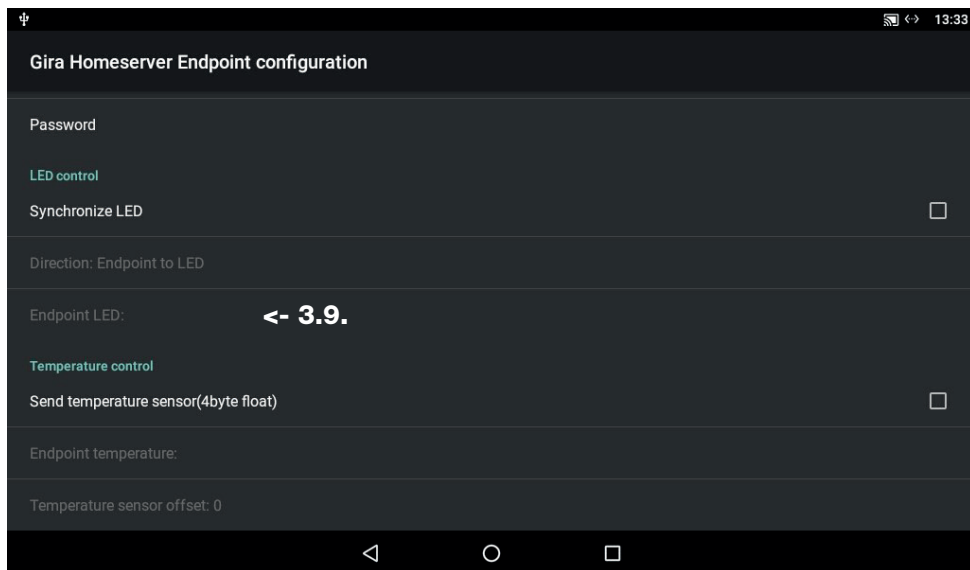 13:33
Gira Homeserver Endpoint configuration
Password
LED control
Synchronize LED
Direction: Endpoint to LED
Endpoint LED: <- 3.9.
Temperature control
Send temperature sensor(4byte float)
Endpoint temperature:
Temperature sensor offset: 0